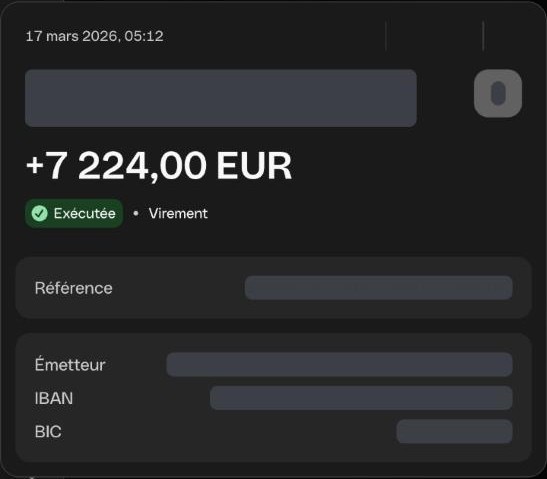 17 mars 2026, 05:12
+7 224,00 EUR
Exécutée • Virement
Référence
Émetteur
IBAN
BIC